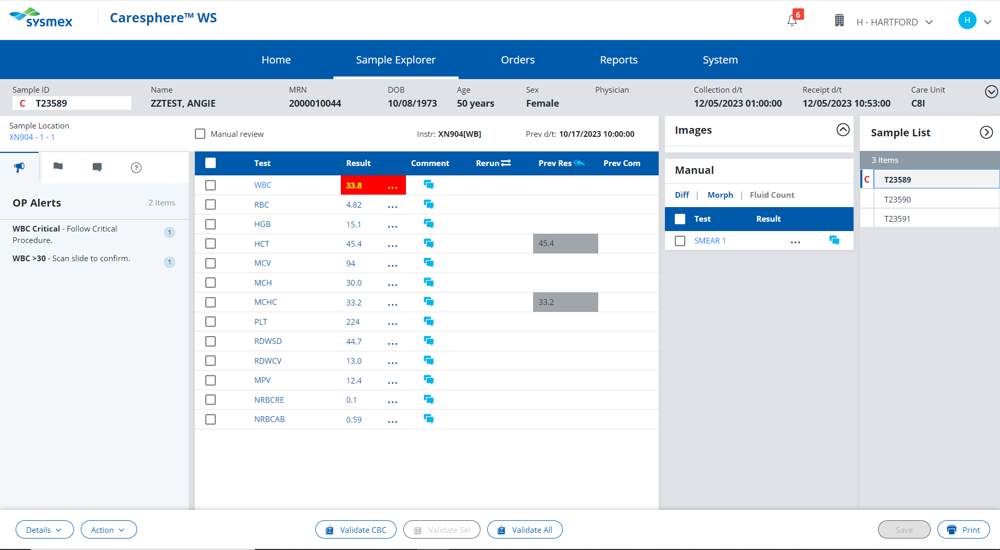 sysmex
Caresphere™ WS
6
H - HARTFORD
H
Home
Sample Explorer
Orders
Reports
System
Sample ID
Name
MRN
DOB
Age
Sex
Physician
Collection d/t
Receipt d/t
Care Unit
C T23589
ZZTEST, ANGIE
2000010044
10/08/1973
50 years
Female
12/05/2023 01:00:00
12/05/2023 10:53:00
C8I
Sample Location
XN904 - 1 - 1
Manual review
Instr: XN904[WB]
Prev d/t: 10/17/2023 10:00:00
?
OP Alerts
2 Items
WBC Critical - Follow Critical
Procedure.
1
WBC >30 - Scan slide to confirm.
1
Test Result Comment Rerun Prev Res Prev Com
WBC 33.8 ...
RBC 4.82 ...
HGB 15.1 ...
HCT 45.4 ... 45.4
MCV 94 ...
MCH 30.0 ...
MCHC 33.2 ... 33.2
PLT 224 ...
RDWSD 44.7 ...
RDWCV 13.0 ...
MPV 12.4 ...
NRBCRE 0.1 ...
NRBCAB 0.59 ...
Images
Manual
Diff | Morph | Fluid Count
Test Result
SMEAR 1 ...
Sample List
3 Items
C T23589
T23590
T23591
Details
Action
Validate CBC
Validate Sel
Validate All
Save
Print